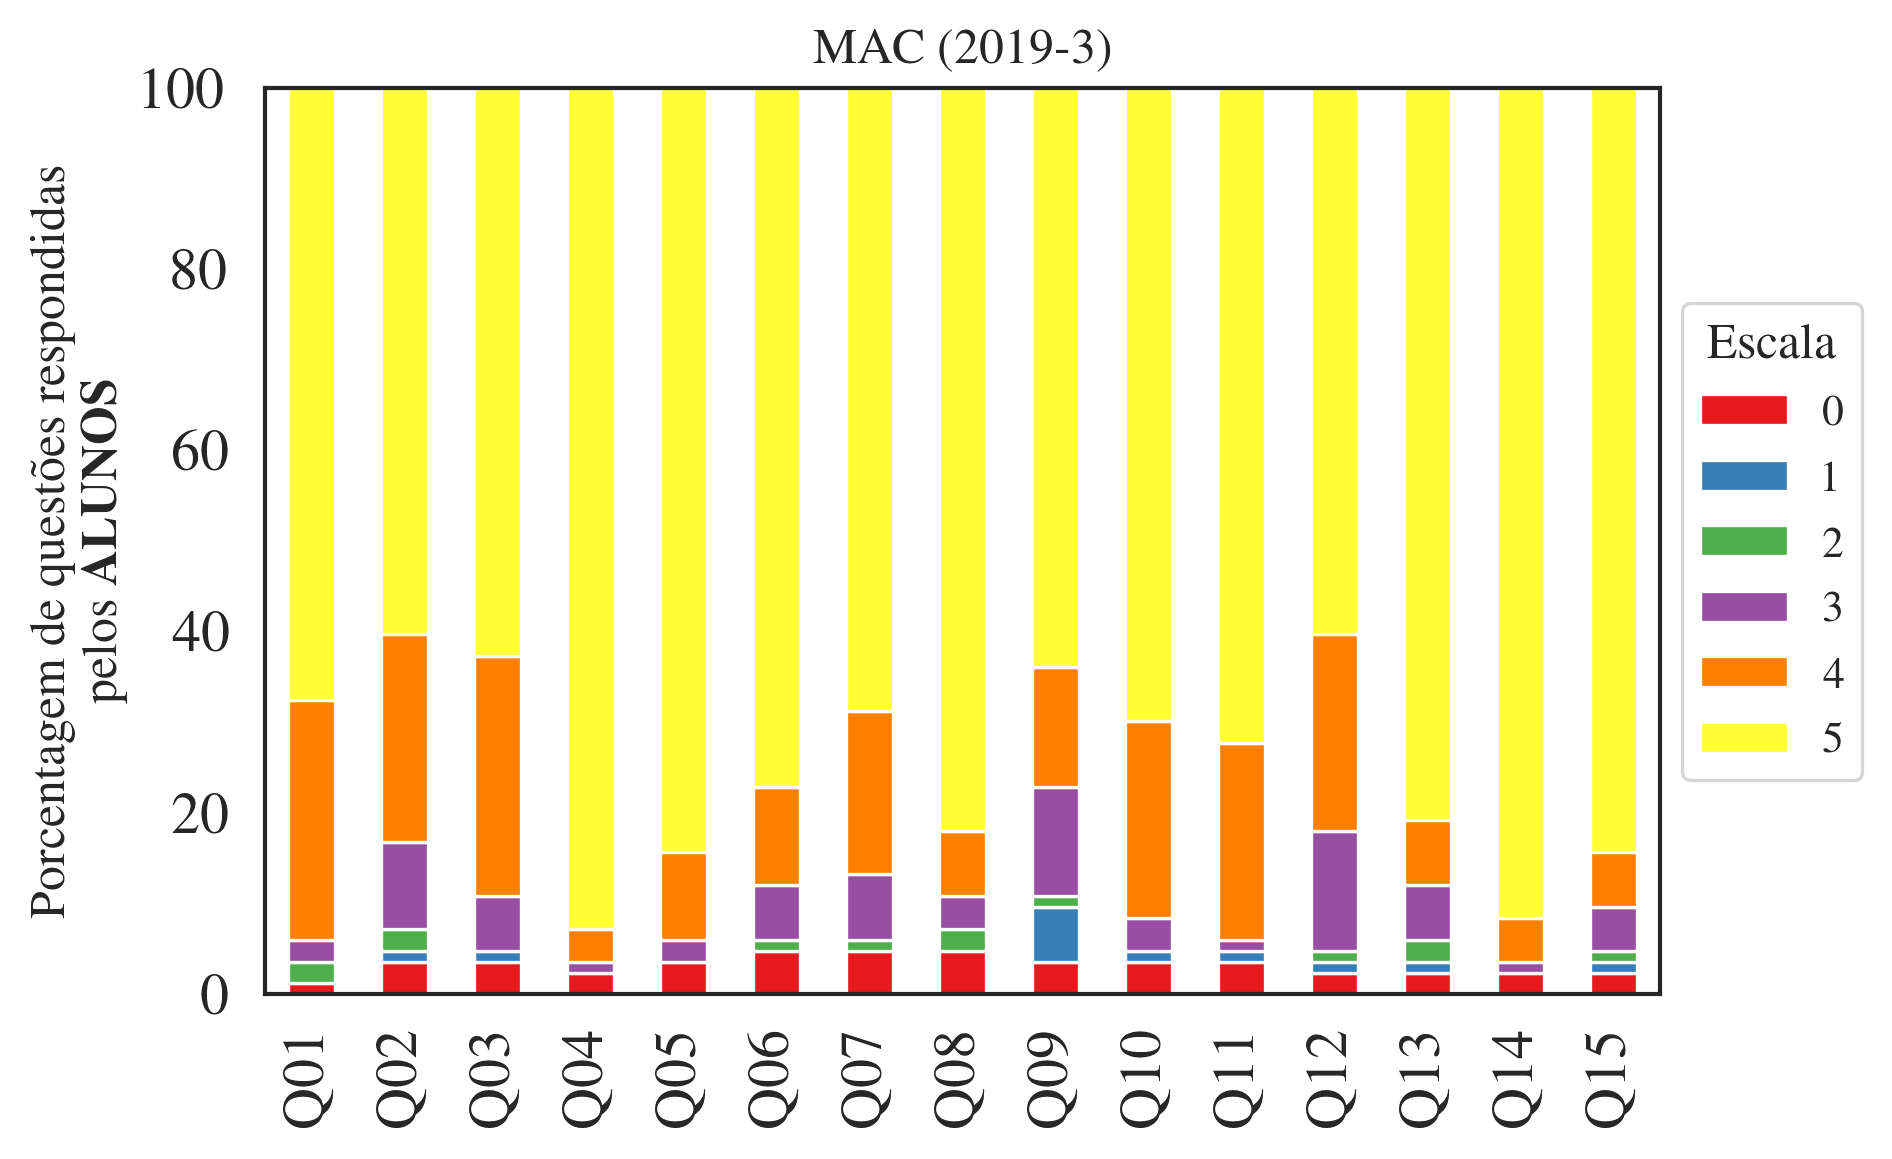 MAC (2019-3)
Porcentagem de questões respondidas
pelos ALUNOS
100
80
60
40
20
0
Q01
Q02
Q03
Q04
Q05
Q06
Q07
Q08
Q09
Q10
Q11
Q12
Q13
Q14
Q15
Escala
0
1
2
3
4
5